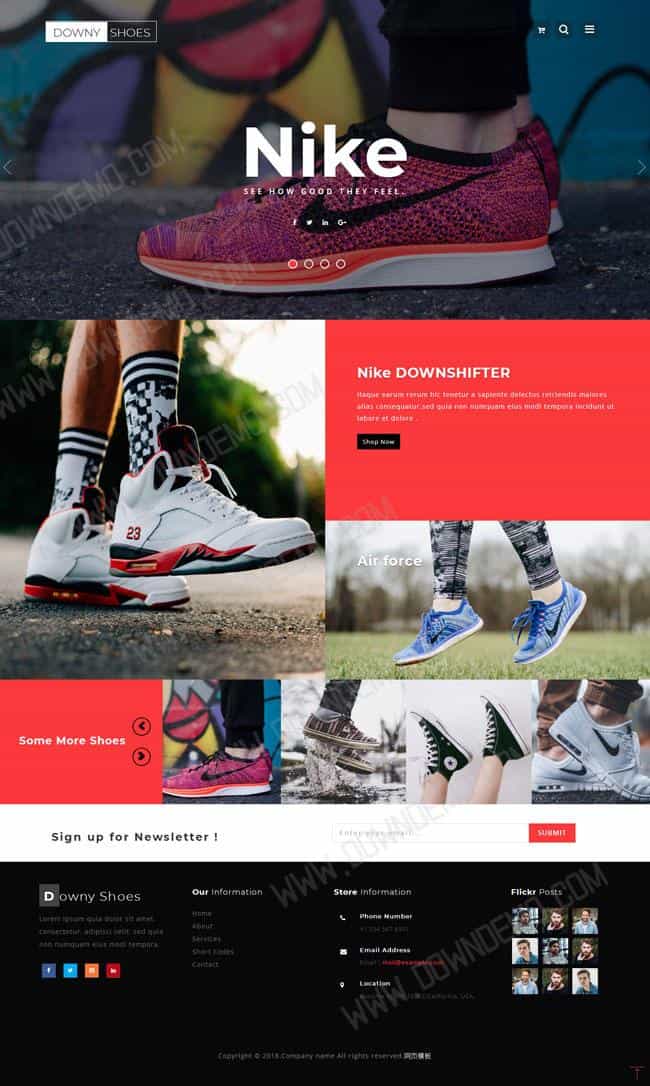 DOWNY SHOES
Nike
SEE HOW GOOD THEY FEEL.
Nike DOWNSHIFTER
Itaque earum rerum hic tenetur a sapiente delectus reiciendis maiores
alias consequatur.sed quia non numquam eius modi tempora incidunt ut
labore et dolore .
Shop Now
Air force
23
Some More Shoes
Sign up for Newsletter !
Enter your email...
SUBMIT
Downy Shoes
Lorem ipsum quia dolor sit amet,
consectetur, adipisci velit, sed quia
non numquam eius modi tempora.
Our Information
Home
About
Services
Short Codes
Contact
Store Information
Phone Number
+1 234 567 8901
Email Address
Email : mail@example.com
Location
California, USA.
Flickr Posts
Copyright © 2018.Company name All rights reserved.网页模板
WWW.DOWNDEMO.COM